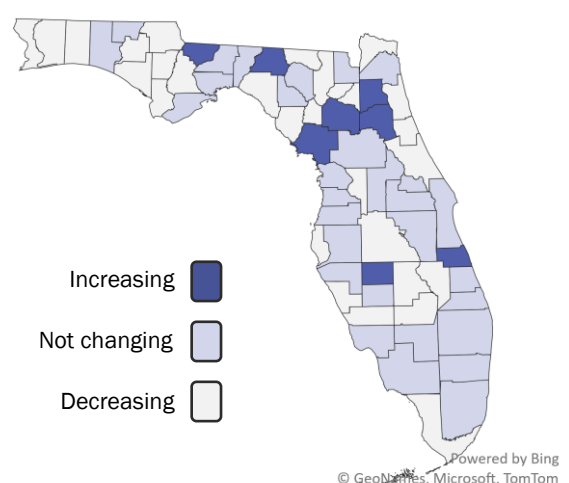 Increasing
Not changing
Decreasing
Powered by Bing
© GeoNames, Microsoft, TomTom